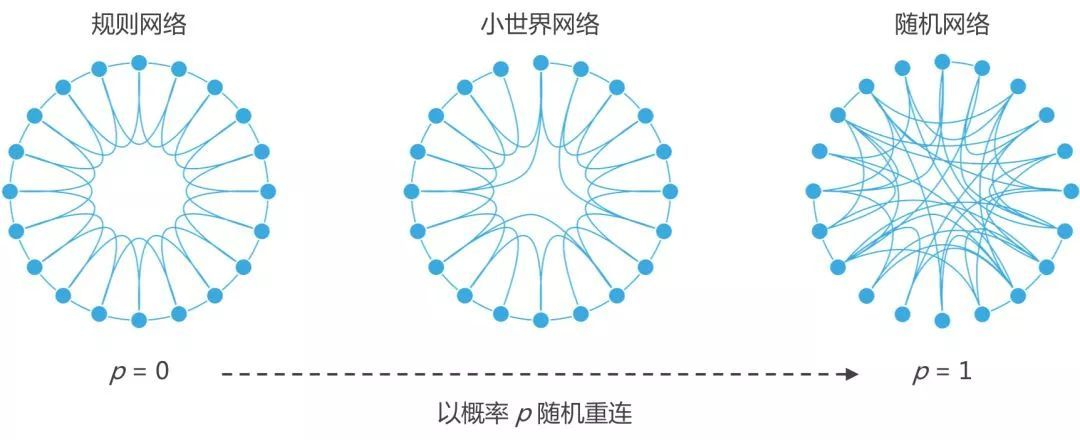 规则网络
小世界网络
随机网络
p = 0
p = 1
以概率 p 随机重连